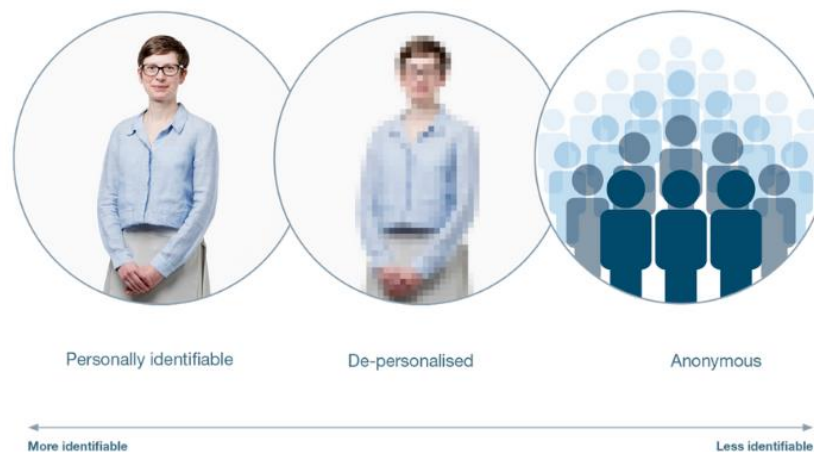 Personally identifiable
De-personalised
Anonymous
More identifiable
Less identifiable